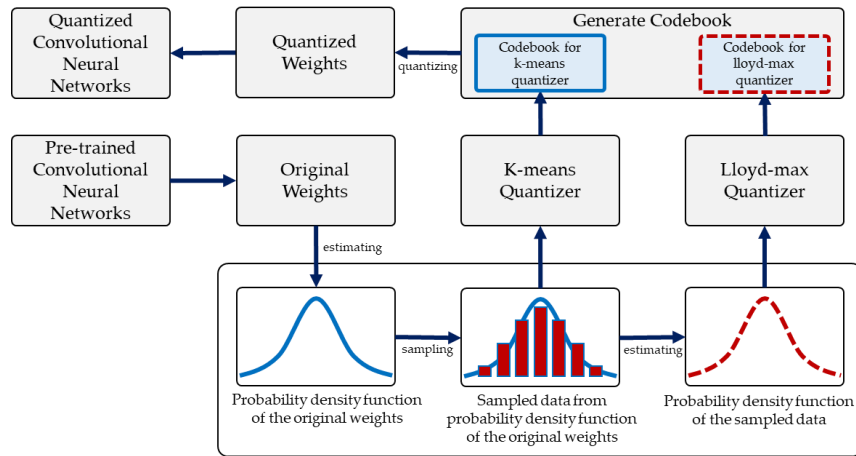 Quantized
Convolutional
Neural
Networks
Quantized
Weights
quantizing
Generate Codebook
Codebook for
k-means
quantizer
Codebook for
lloyd-max
quantizer
Pre-trained
Convolutional
Neural
Networks
Original
Weights
K-means
Quantizer
Lloyd-max
Quantizer
estimating
sampling
estimating
Probability density function
of the original weights
Sampled data from
probability density function
of the original weights
Probability density function
of the sampled data